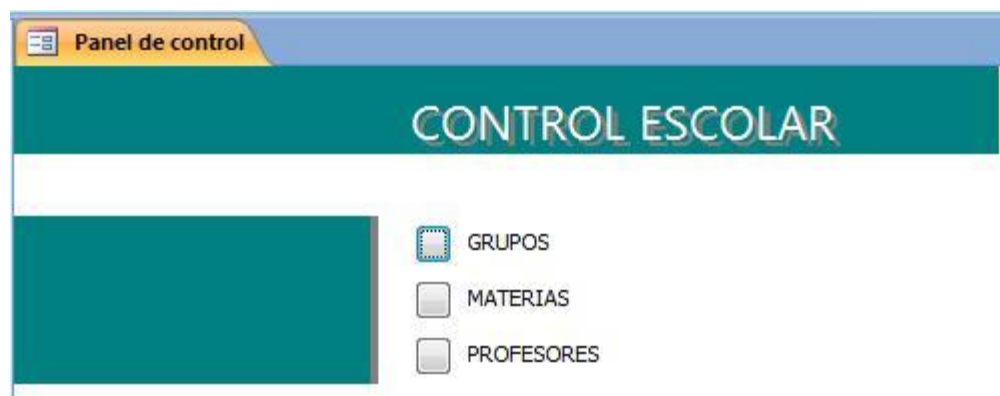 Panel de control
CONTROL ESCOLAR
GRUPOS
MATERIAS
PROFESORES